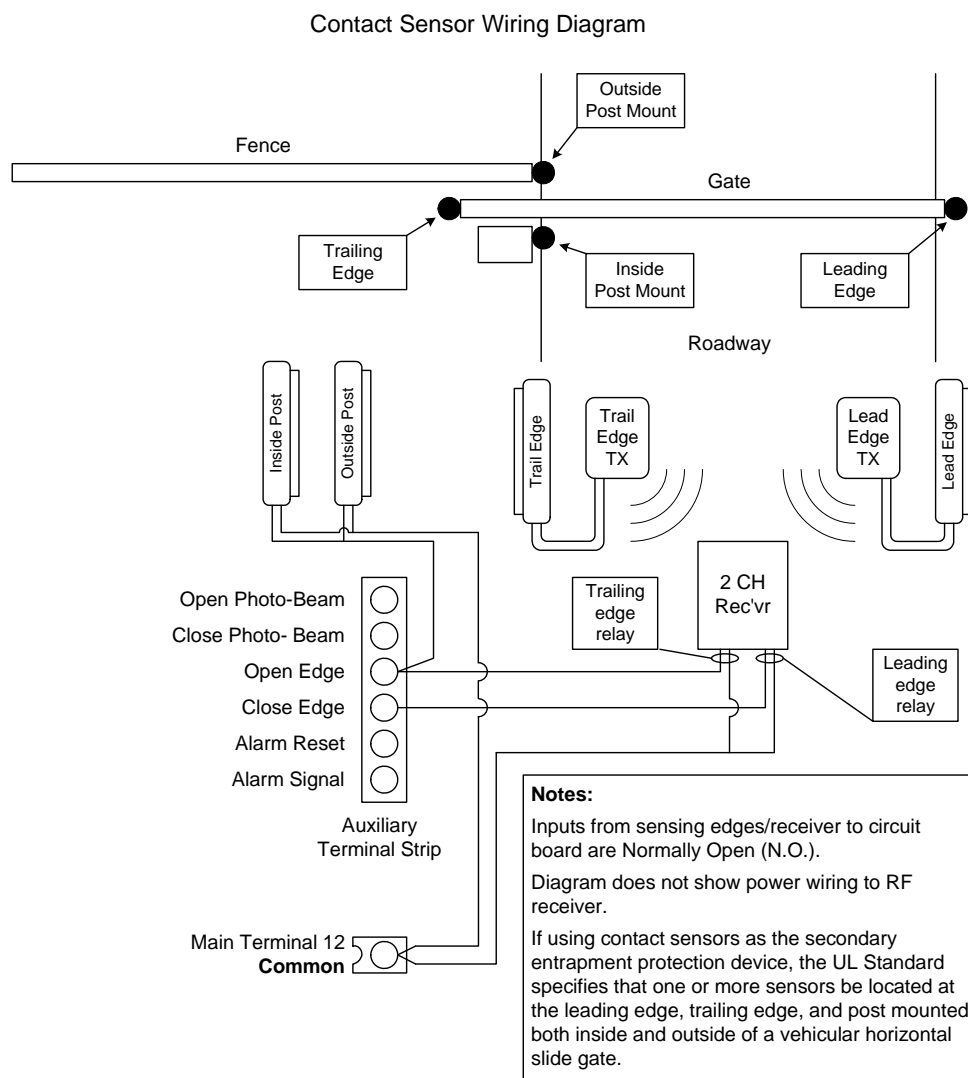 Contact Sensor Wiring Diagram
Outside
Post Mount
Fence
Gate
Trailing
Edge
Inside
Post Mount
Leading
Edge
Roadway
Inside Post
Outside Post
Trail Edge
Trail
Edge
TX
Lead
Edge
TX
Lead Edge
Open Photo-Beam
Close Photo- Beam
Open Edge
Close Edge
Alarm Reset
Alarm Signal
Auxiliary
Terminal Strip
Trailing
edge
relay
2 CH
Rec'vr
Leading
edge
relay
Main Terminal 12
Common
Notes:
Inputs from sensing edges/receiver to circuit
board are Normally Open (N.O.).
Diagram does not show power wiring to RF
receiver.
If using contact sensors as the secondary
entrapment protection device, the UL Standard
specifies that one or more sensors be located at
the leading edge, trailing edge, and post mounted
both inside and outside of a vehicular horizontal
slide gate.